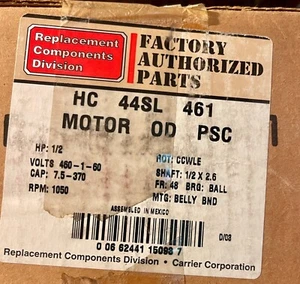 Replacement
Components
Division
FACTORY
AUTHORIZED
PARTS
HC 44SL 461
MOTOR OD PSC
HP: 1/2
VOLTS 460-1-60
CAP: 7.5-370
RPM: 1050
ROT: CCWLE
SHAFT: 1/2 X 2.6
FR: 48 BRG: BALL
MTG: BELLY BND
ASSEMBLED IN MEXICO
0 06 62441 15093 7
D/03
Replacement Components Division • Carrier Corporation